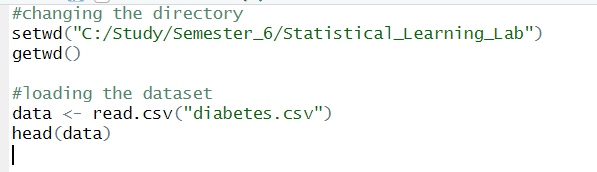 #changing the directory
setwd("C:/Study/Semester_6/Statistical_Learning_Lab")
getwd()
#loading the dataset
data <- read.csv("diabetes.csv")
head(data)